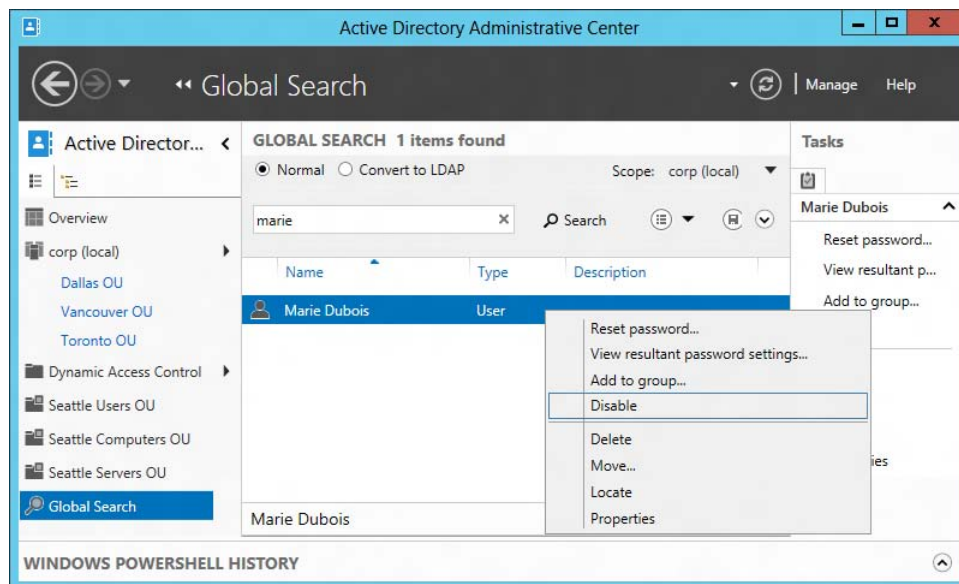 Active Directory Administrative Center
Global Search
Manage Help
Active Director...
Overview
corp (local)
Dallas OU
Vancouver OU
Toronto OU
Dynamic Access Control
Seattle Users OU
Seattle Computers OU
Seattle Servers OU
Global Search
GLOBAL SEARCH 1 items found
Normal Convert to LDAP Scope: corp (local)
marie Search
Name Type Description
Marie Dubois User
Reset password...
View resultant password settings...
Add to group...
Disable
Delete
Move...
Locate
Properties
Marie Dubois
Tasks
Marie Dubois
Reset password...
View resultant p...
Add to group...
ies
WINDOWS POWERSHELL HISTORY